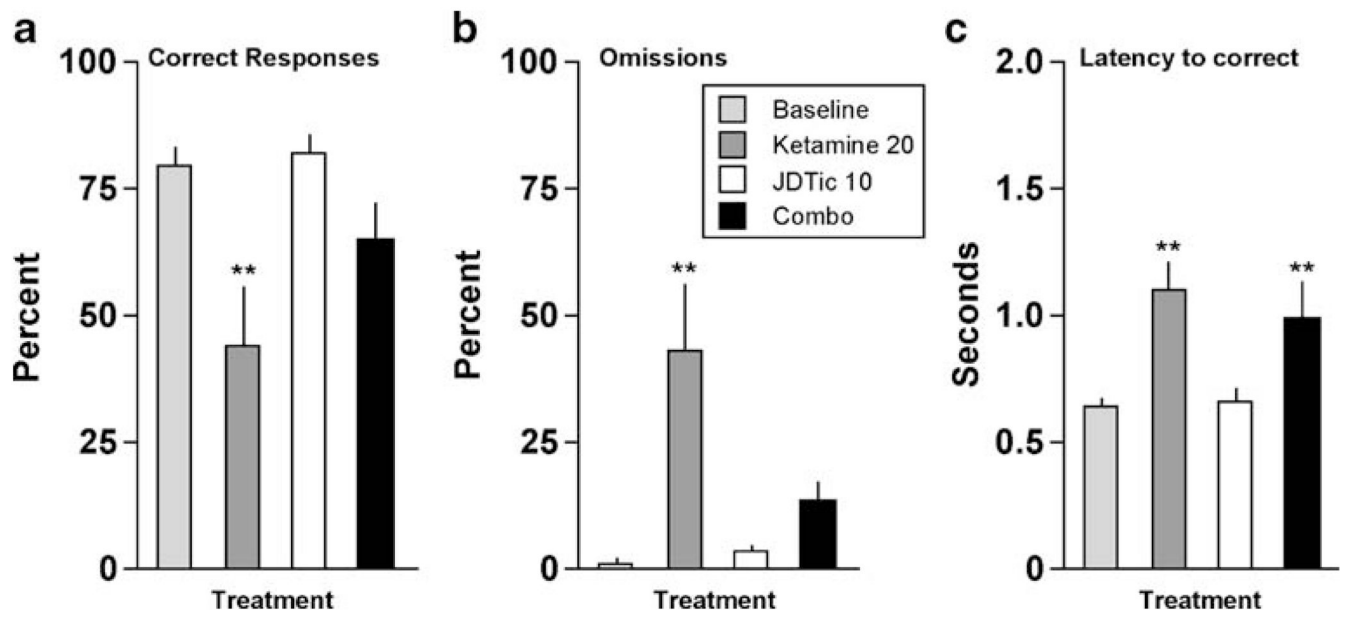 a
Correct Responses
Percent
100
75
50
25
0
**
Treatment
b
Omissions
Percent
100
75
50
25
0
**
Baseline
Ketamine 20
JDTic 10
Combo
Treatment
c
Latency to correct
Seconds
2.0
1.5
1.0
0.5
0
**
**
Treatment